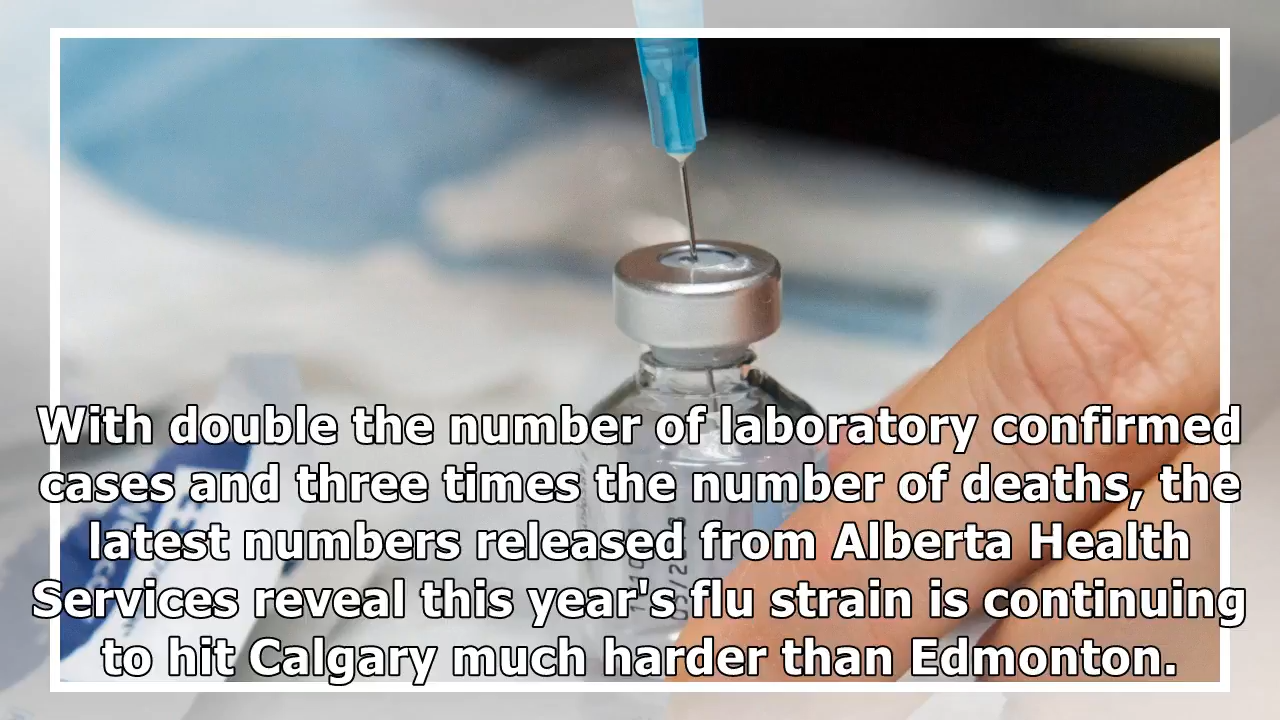 With double the number of laboratory confirmed
cases and three times the number of deaths, the
latest numbers released from Alberta Health
Services reveal this year's flu strain is continuing
to hit Calgary much harder than Edmonton.